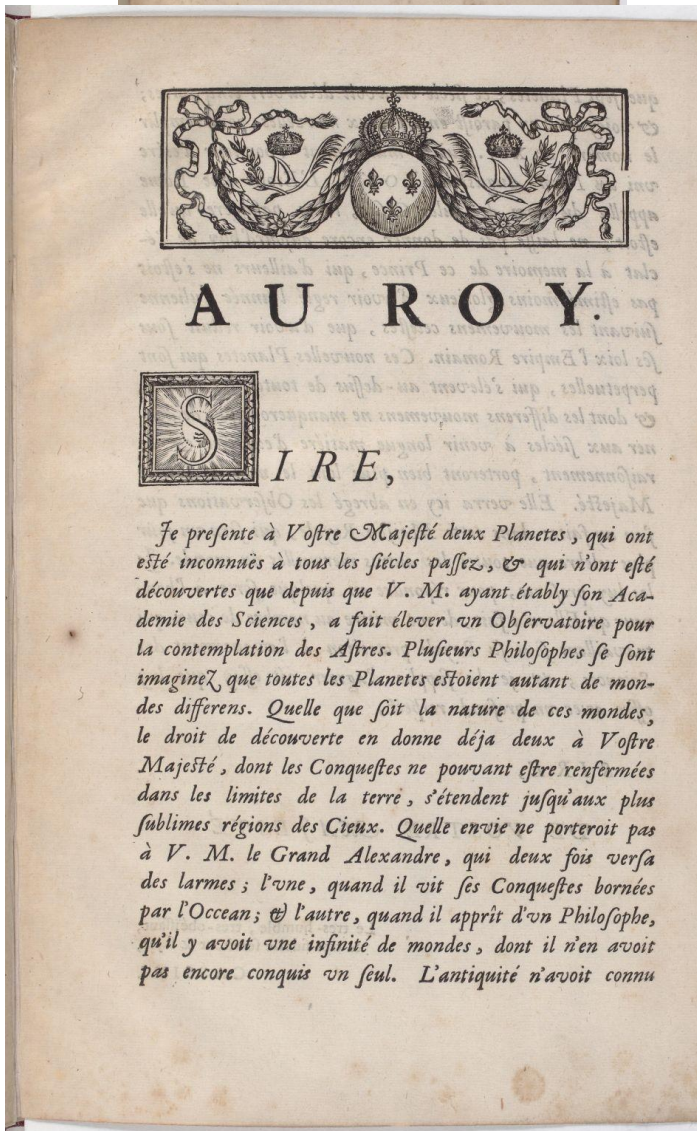 AU ROY.
SIRE,
Je presente à Vostre Majesté deux Planetes, qui ont
esté inconnuës à tous les siécles passez, & qui n'ont esté
découvertes que depuis que V. M. ayant étably son Aca-
demie des Sciences, a fait élever vn Observatoire pour
la contemplation des Astres. Plusieurs Philosophes se sont
imaginez que toutes les Planetes estoient autant de mon-
des differens. Quelle que soit la nature de ces mondes,
le droit de découverte en donne déja deux à Vostre
Majesté, dont les Conquestes ne pouvant estre renfermées
dans les limites de la terre, s'étendent jusqu'aux plus
sublimes régions des Cieux. Quelle envie ne porteroit pas
à V. M. le Grand Alexandre, qui deux fois versa
des larmes; l'vne, quand il vit ses Conquestes bornées
par l'Occean; & l'autre, quand il apprît d'vn Philosophe,
qu'il y avoit vne infinité de mondes, dont il n'en avoit
pas encore conquis vn seul. L'antiquité n'avoit connu